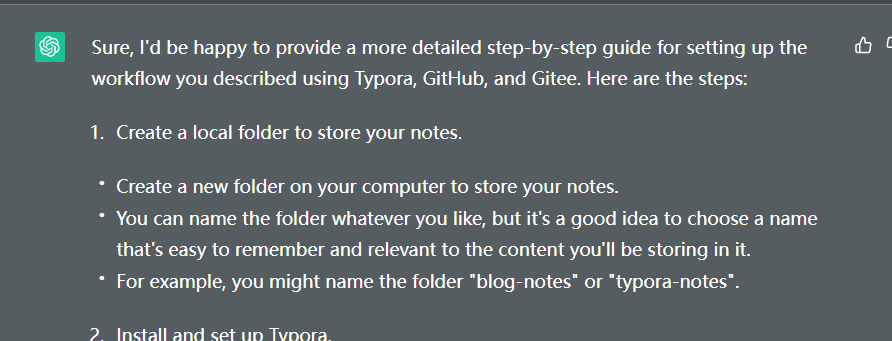 Sure, I'd be happy to provide a more detailed step-by-step guide for setting up the
workflow you described using Typora, GitHub, and Gitee. Here are the steps:
1. Create a local folder to store your notes.
• Create a new folder on your computer to store your notes.
• You can name the folder whatever you like, but it's a good idea to choose a name
that's easy to remember and relevant to the content you'll be storing in it.
• For example, you might name the folder "blog-notes" or "typora-notes".
2. Install and set up Typora.